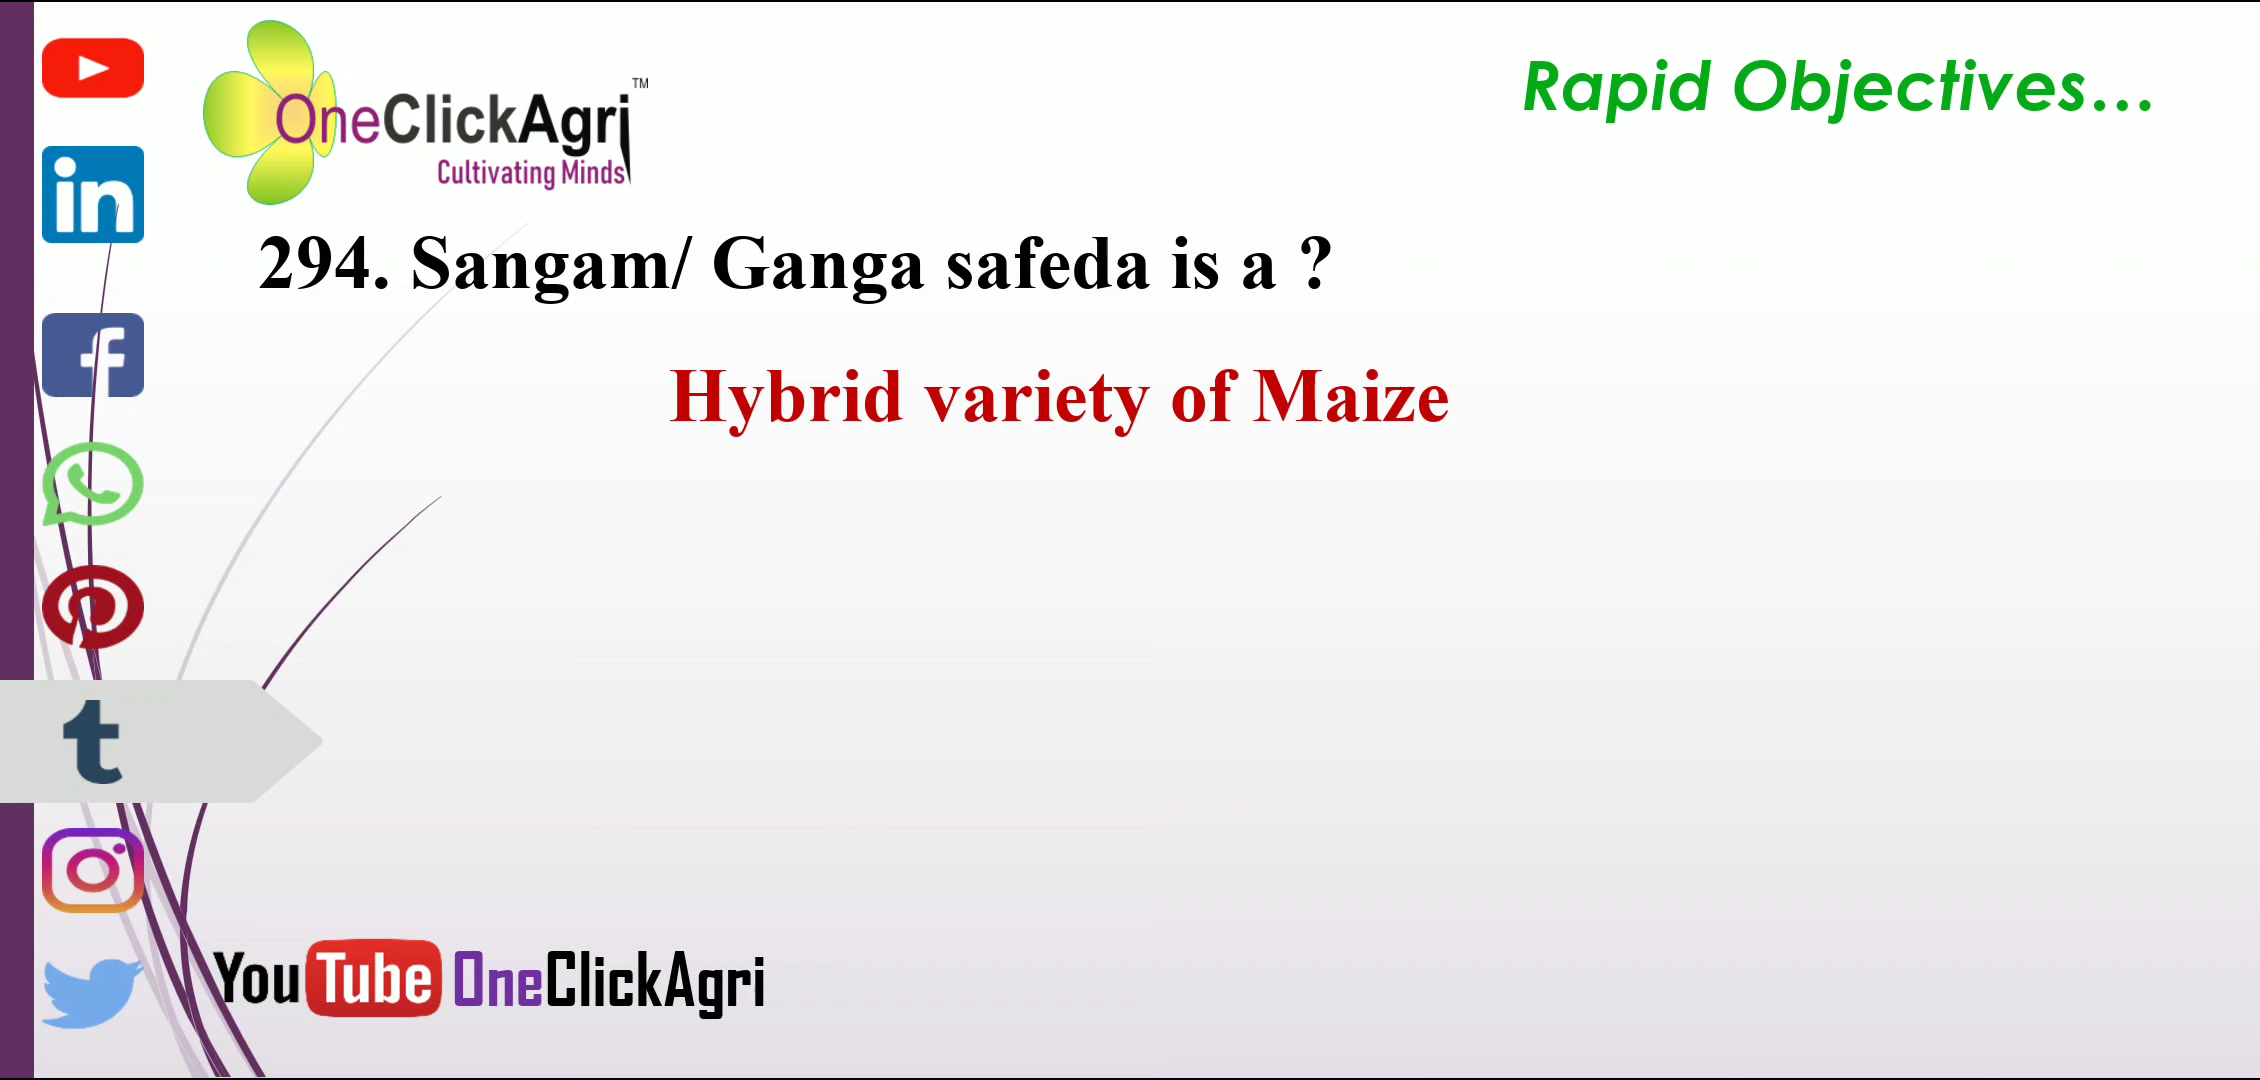 OneClickAgri™
Cultivating Minds
Rapid Objectives...
294. Sangam/ Ganga safeda is a ?
Hybrid variety of Maize
YouTube OneClickAgri